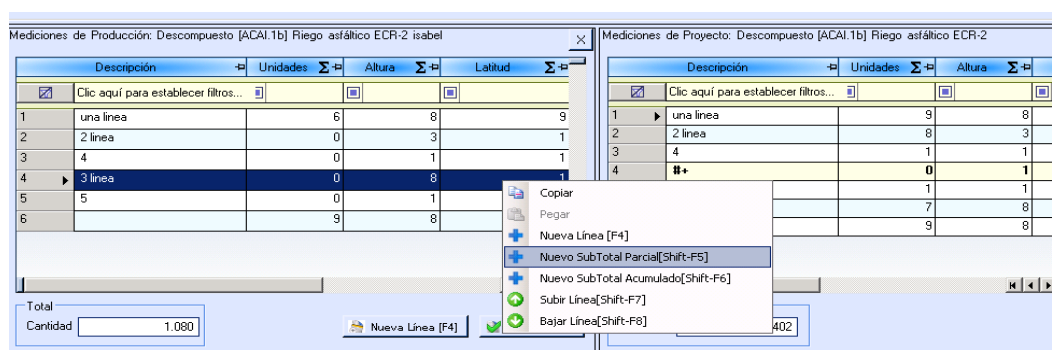 Mediciones de Producción: Descompuesto [ACAI.1b] Riego asfáltico ECR-2 isabel
Descripción Unidades Σ Altura Σ Latitud Σ
Clic aquí para establecer filtros...
1 una linea 6 8 9
2 2 linea 0 3 1
3 4 0 1 1
4 3 linea 0 8 1
5 5 0 1
6 9 8
Total
Cantidad 1.080
Nueva Línea [F4]
Copiar
Pegar
Nueva Línea [F4]
Nuevo SubTotal Parcial[Shift-F5]
Nuevo SubTotal Acumulado[Shift-F6]
Subir Línea[Shift-F7]
Bajar Línea[Shift-F8]
Mediciones de Proyecto: Descompuesto [ACAI.1b] Riego asfáltico ECR-2
Descripción Unidades Σ Altura Σ
Clic aquí para establecer filtros...
1 una linea 9 8
2 2 linea 8 3
3 4 1 1
4 #+ 0 1
1 1
7 8
9 8
402